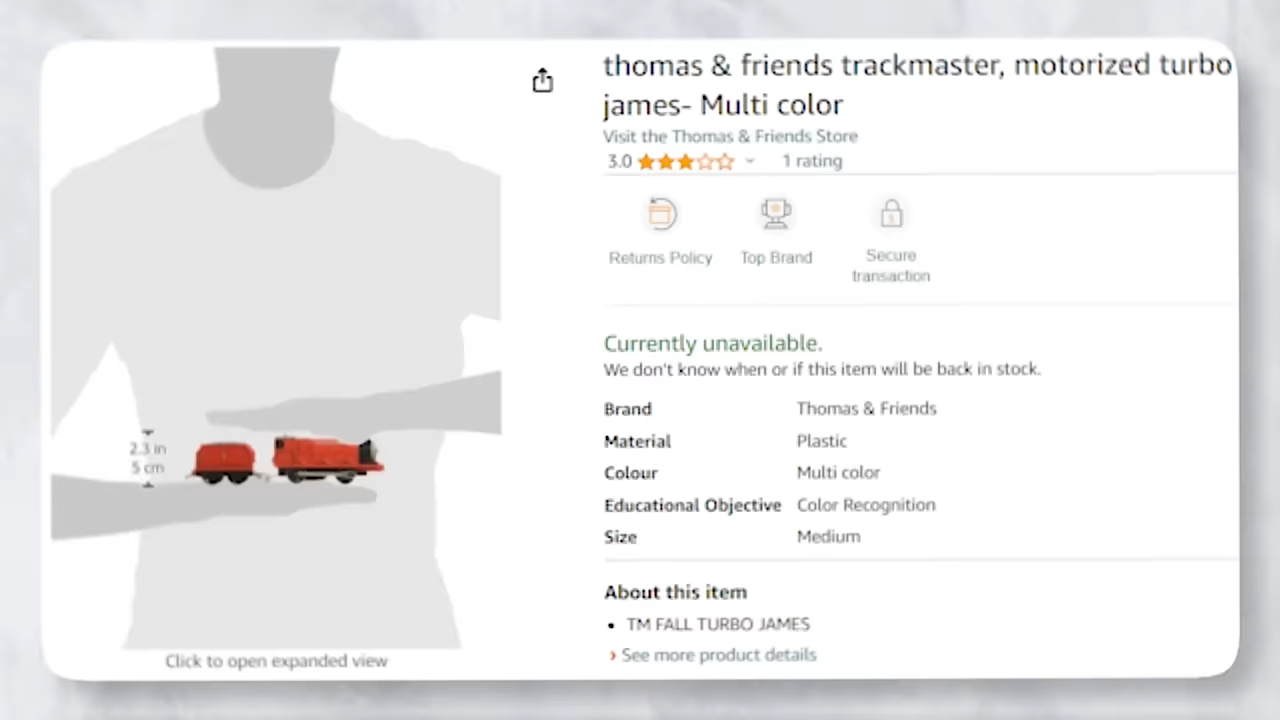 thomas & friends trackmaster, motorized turbo
james- Multi color
Visit the Thomas & Friends Store
3.0 1 rating
Returns Policy
Top Brand
Secure
transaction
Currently unavailable.
We don't know when or if this item will be back in stock.
Brand Thomas & Friends
Material Plastic
Colour Multi color
Educational Objective Color Recognition
Size Medium
About this item
• TM FALL TURBO JAMES
› See more product details
2.3 in
5 cm
Click to open expanded view